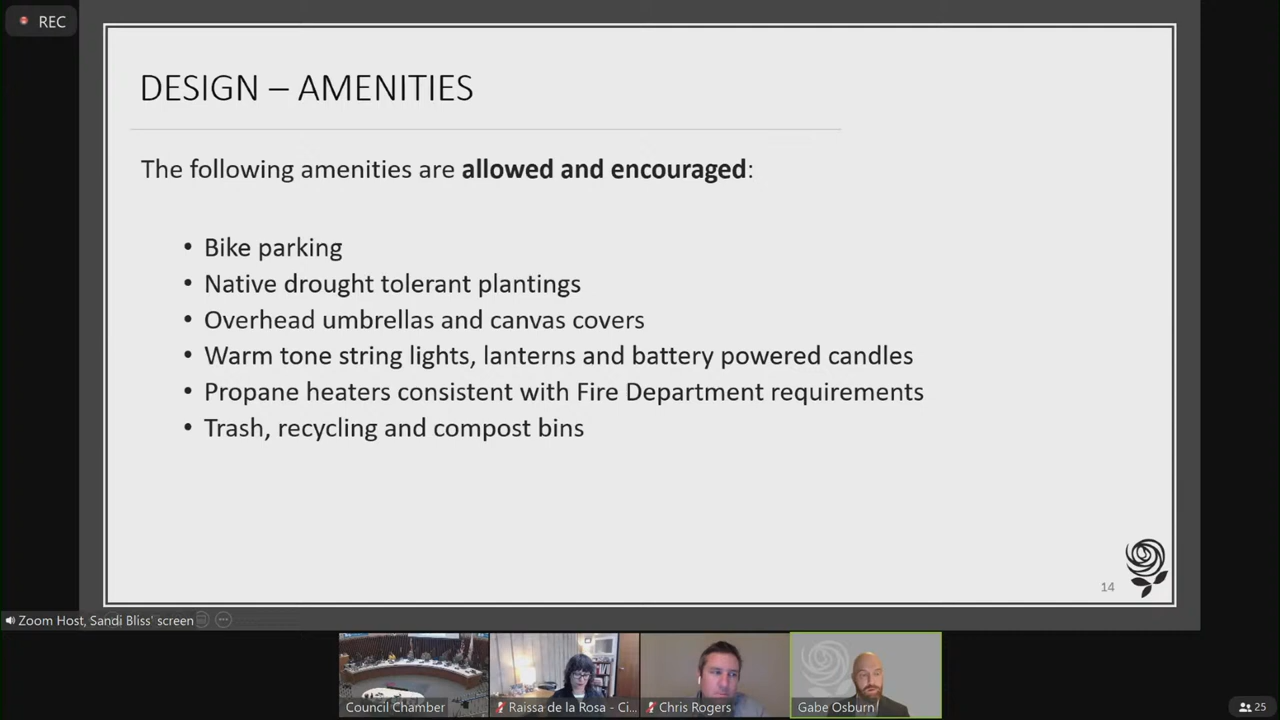 REC
DESIGN – AMENITIES
The following amenities are allowed and encouraged:
• Bike parking
• Native drought tolerant plantings
• Overhead umbrellas and canvas covers
• Warm tone string lights, lanterns and battery powered candles
• Propane heaters consistent with Fire Department requirements
• Trash, recycling and compost bins
14
Zoom Host, Sandi Bliss' screen
Council Chamber
Raissa de la Rosa - Ci...
Chris Rogers
Gabe Osburn
25